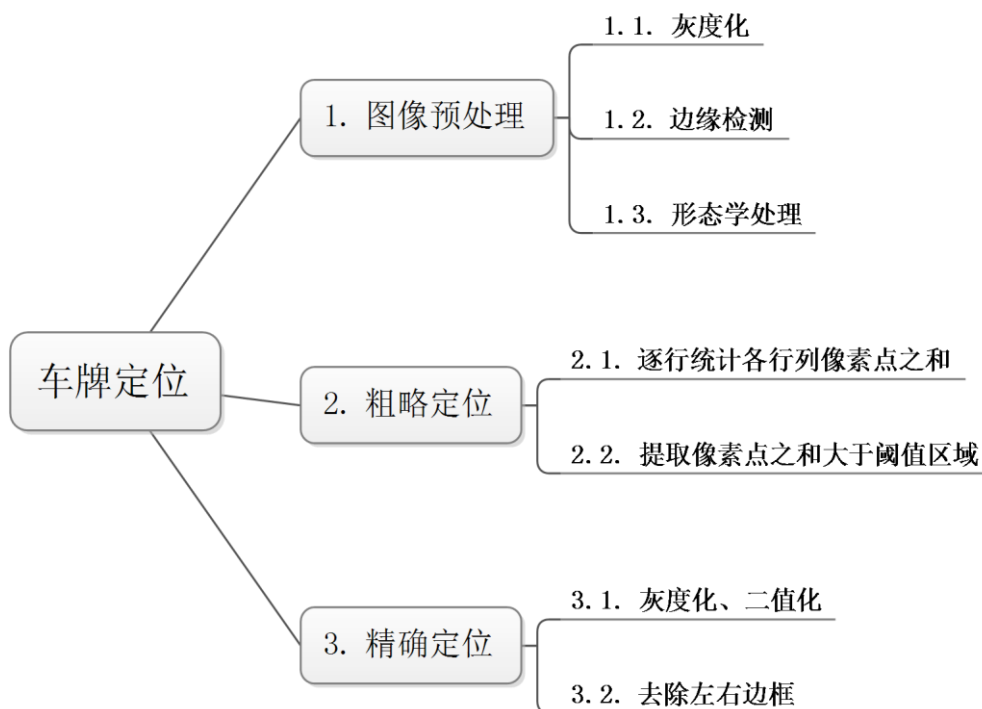 车牌定位
1. 图像预处理
1.1. 灰度化
1.2. 边缘检测
1.3. 形态学处理
2. 粗略定位
2.1. 逐行统计各行列像素点之和
2.2. 提取像素点之和大于阈值区域
3. 精确定位
3.1. 灰度化、二值化
3.2. 去除左右边框